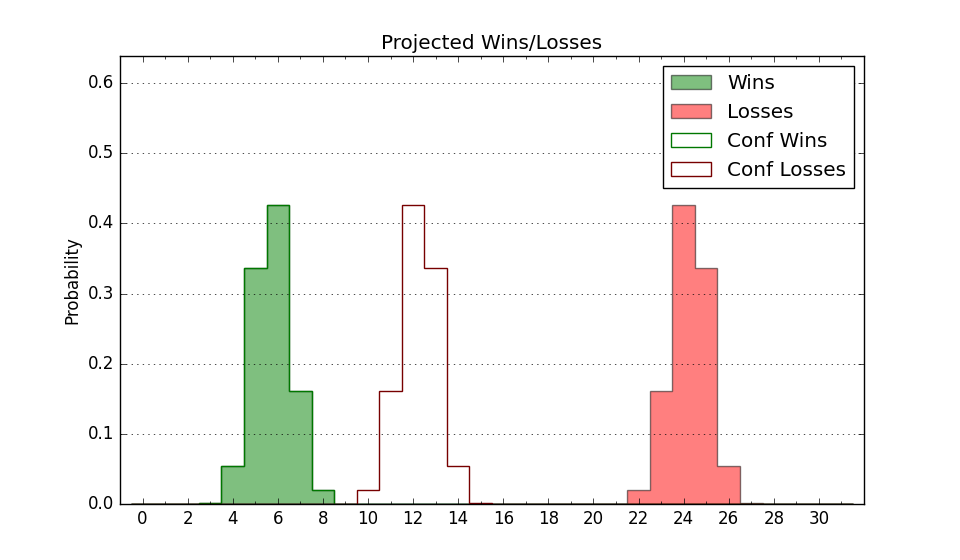 Projected Wins/Losses
0.6
0.5
0.4
0.3
0.2
0.1
0.0
Probability
Wins
Losses
Conf Wins
Conf Losses
0 2 4 6 8 10 12 14 16 18 20 22 24 26 28 30